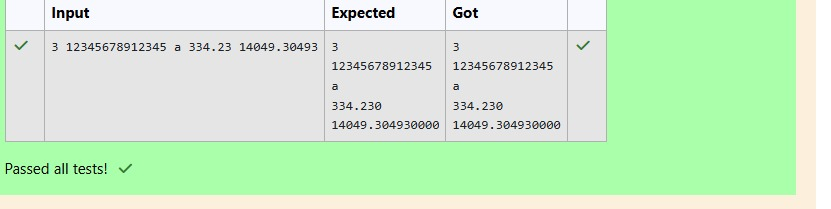 Input Expected Got
3 12345678912345 a 334.23 14049.30493 3 3
12345678912345 12345678912345
a a
334.230 334.230
14049.304930000 14049.304930000
Passed all tests!